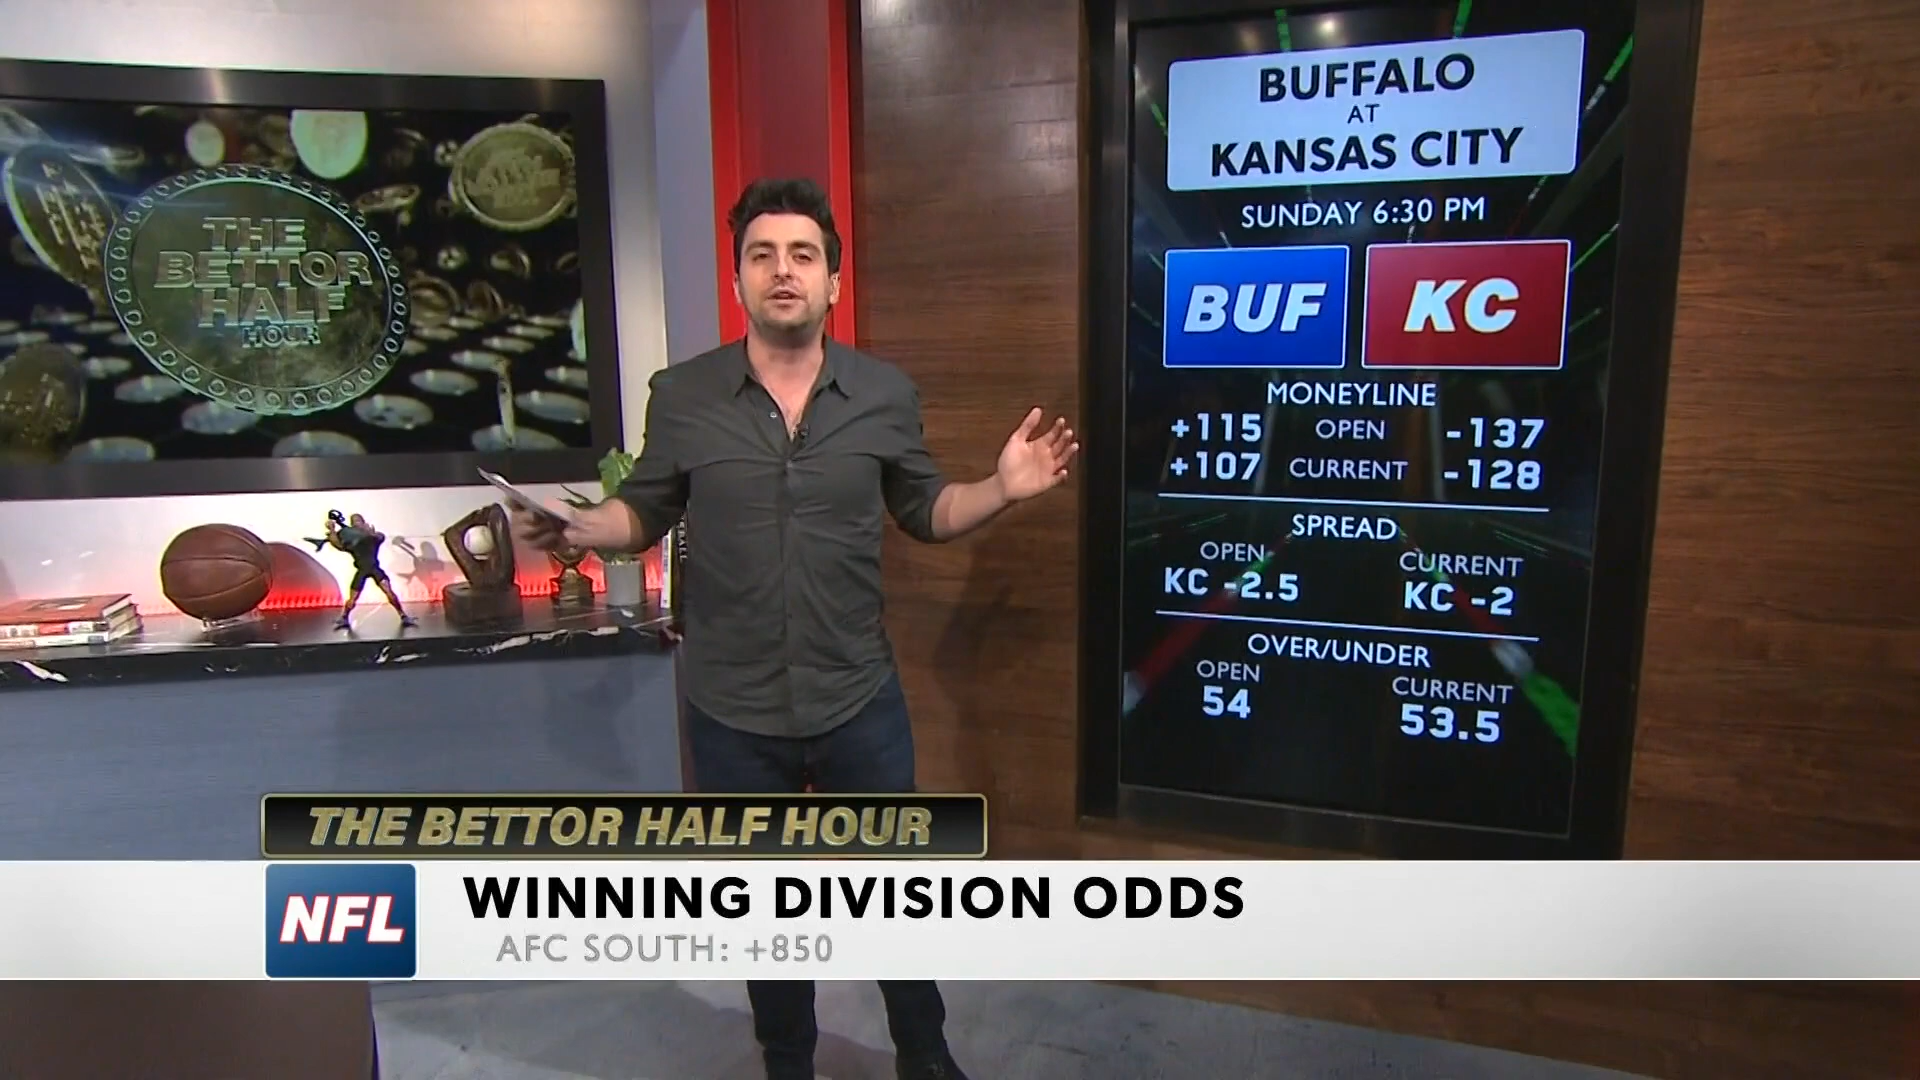 THE
BETTOR
HALF
HOUR
BUFFALO
AT
KANSAS CITY
SUNDAY 6:30 PM
BUF KC
MONEYLINE
+115 OPEN -137
+107 CURRENT -128
SPREAD
OPEN CURRENT
KC -2.5 KC -2
OVER/UNDER
OPEN CURRENT
54 53.5
THE BETTOR HALF HOUR
NFL
WINNING DIVISION ODDS
AFC SOUTH: +850